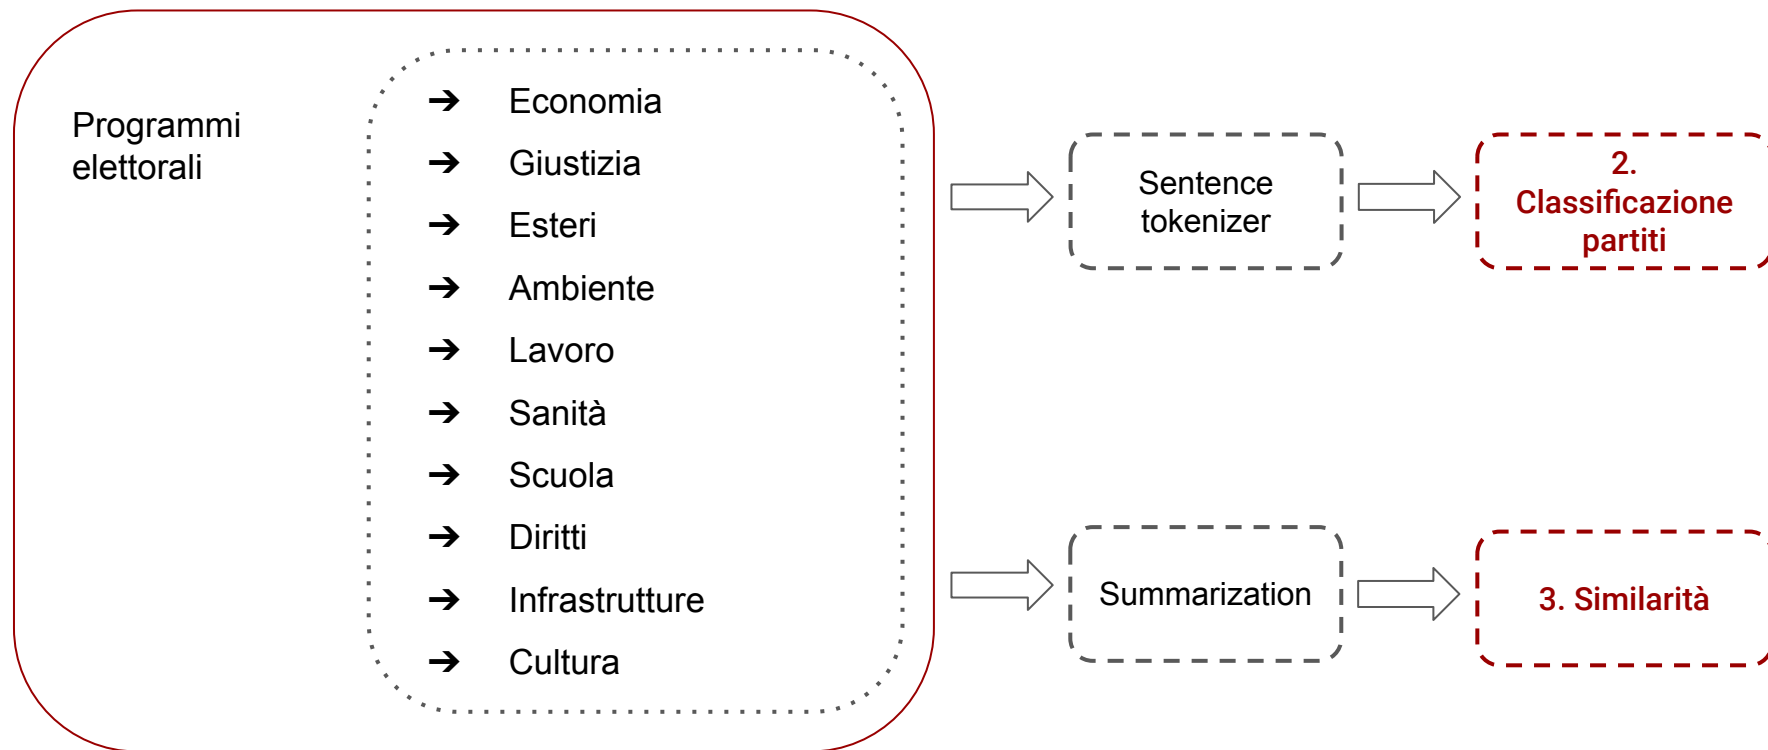 Programmi
elettorali
➔ Economia
➔ Giustizia
➔ Esteri
➔ Ambiente
➔ Lavoro
➔ Sanità
➔ Scuola
➔ Diritti
➔ Infrastrutture
➔ Cultura
Sentence
tokenizer
2.
Classificazione
partiti
Summarization
3. Similarità